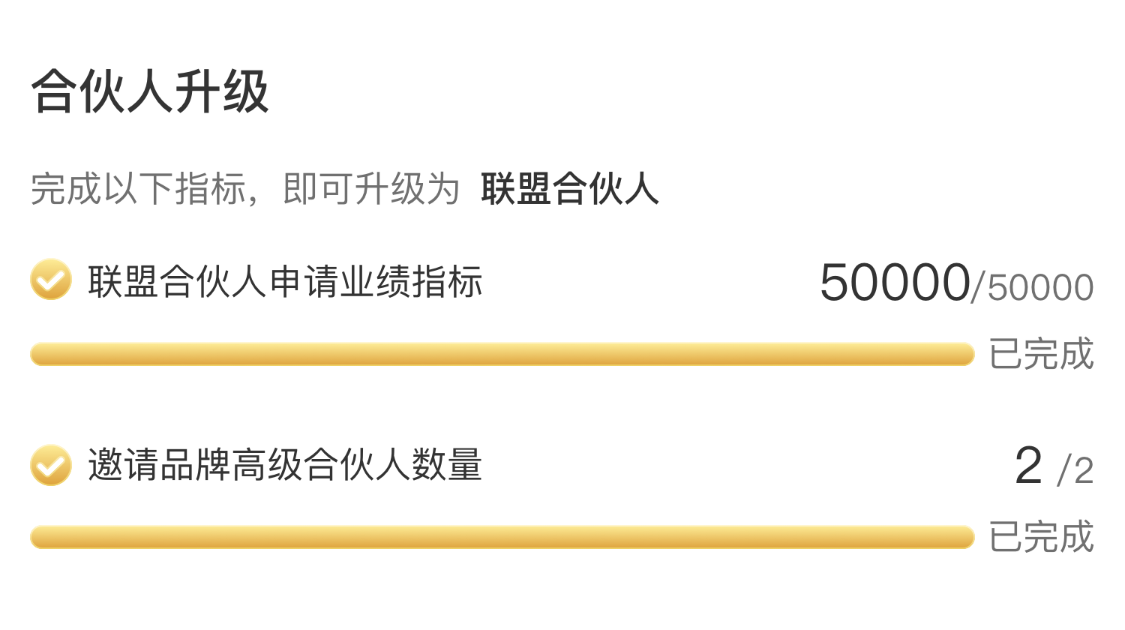 合伙人升级
完成以下指标，即可升级为 联盟合伙人
联盟合伙人申请业绩指标 50000/50000
已完成
邀请品牌高级合伙人数量 2 /2
已完成